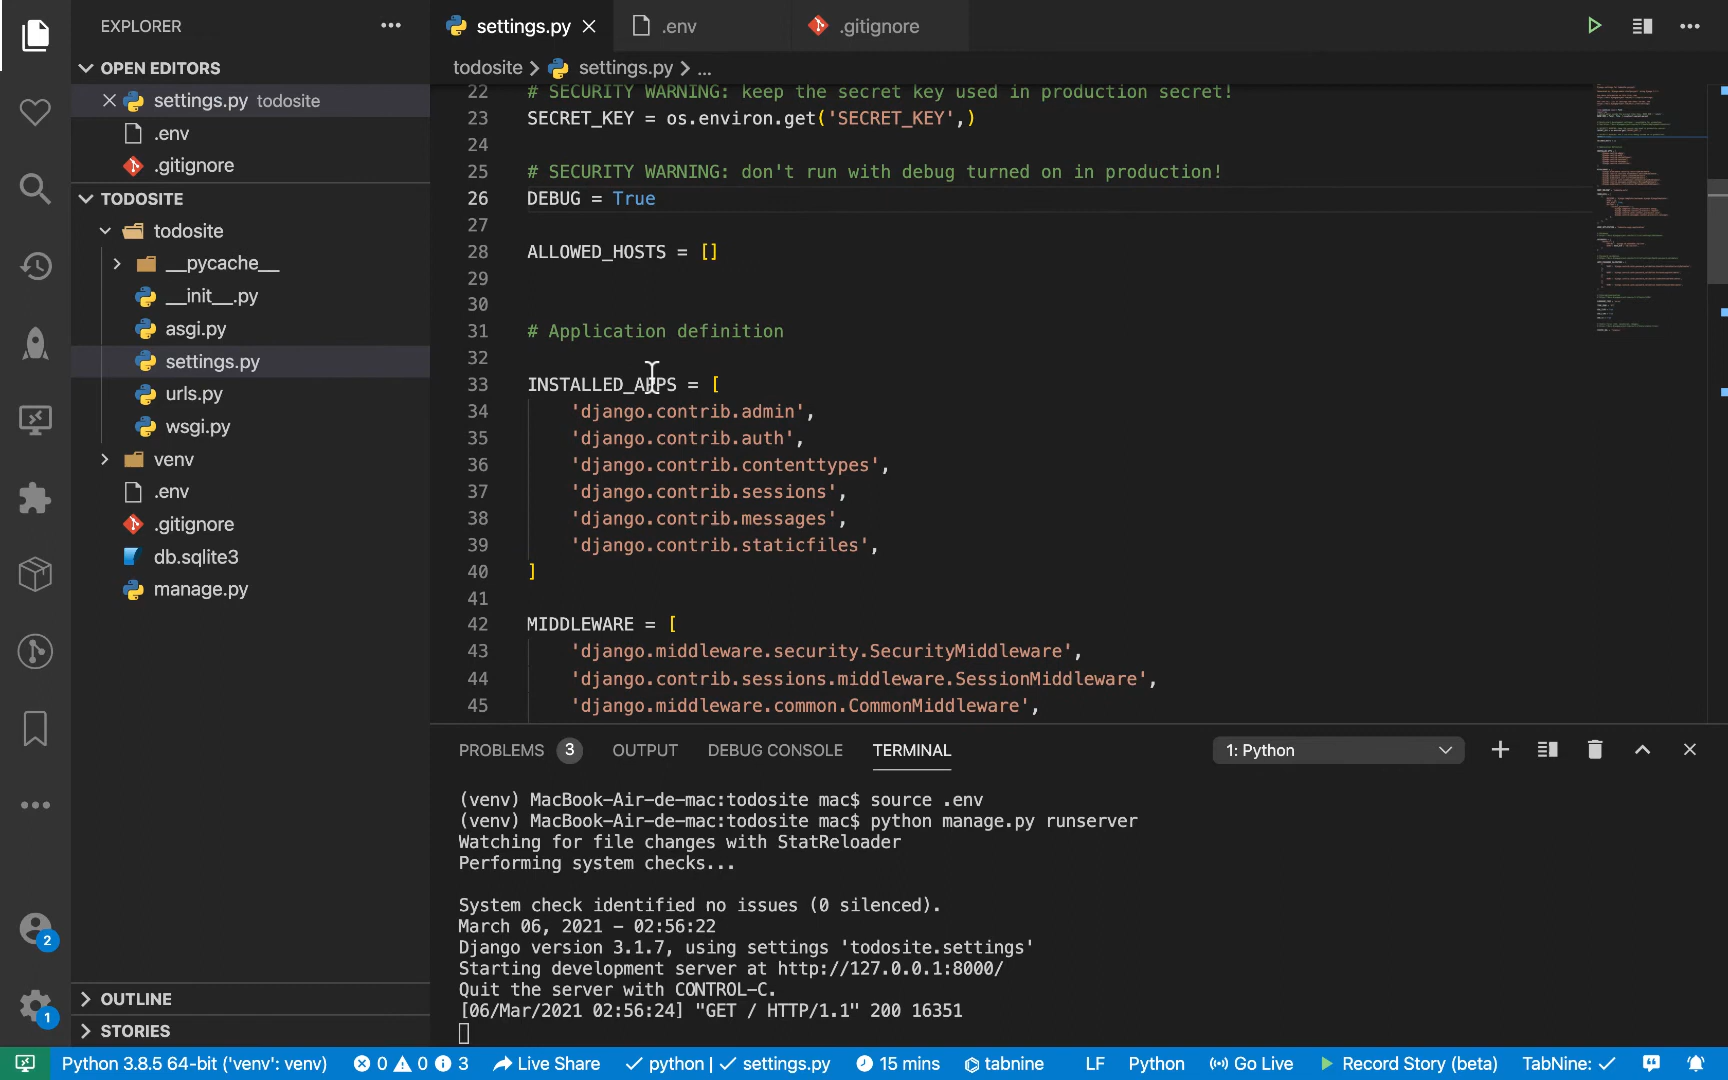 EXPLORER
OPEN EDITORS
settings.py todosite
.env
.gitignore
TODOSITE
todosite
__pycache__
__init__.py
asgi.py
settings.py
urls.py
wsgi.py
venv
.env
.gitignore
db.sqlite3
manage.py
OUTLINE
STORIES
2
1
settings.py
.env
.gitignore
todosite > settings.py > ...
22 # SECURITY WARNING: keep the secret key used in production secret!
23 SECRET_KEY = os.environ.get('SECRET_KEY',)
24
25 # SECURITY WARNING: don't run with debug turned on in production!
26 DEBUG = True
27
28 ALLOWED_HOSTS = []
29
30
31 # Application definition
32
33 INSTALLED_APPS = [
34 'django.contrib.admin',
35 'django.contrib.auth',
36 'django.contrib.contenttypes',
37 'django.contrib.sessions',
38 'django.contrib.messages',
39 'django.contrib.staticfiles',
40 ]
41
42 MIDDLEWARE = [
43 'django.middleware.security.SecurityMiddleware',
44 'django.contrib.sessions.middleware.SessionMiddleware',
45 'django.middleware.common.CommonMiddleware',
PROBLEMS 3 OUTPUT DEBUG CONSOLE TERMINAL 1: Python
(venv) MacBook-Air-de-mac:todosite mac$ source .env
(venv) MacBook-Air-de-mac:todosite mac$ python manage.py runserver
Watching for file changes with StatReloader
Performing system checks...
System check identified no issues (0 silenced).
March 06, 2021 - 02:56:22
Django version 3.1.7, using settings 'todosite.settings'
Starting development server at http://127.0.0.1:8000/
Quit the server with CONTROL-C.
[06/Mar/2021 02:56:24] "GET / HTTP/1.1" 200 16351
Python 3.8.5 64-bit ('venv': venv) 0 0 3 Live Share python | settings.py 15 mins tabnine LF Python Go Live Record Story (beta) TabNine: